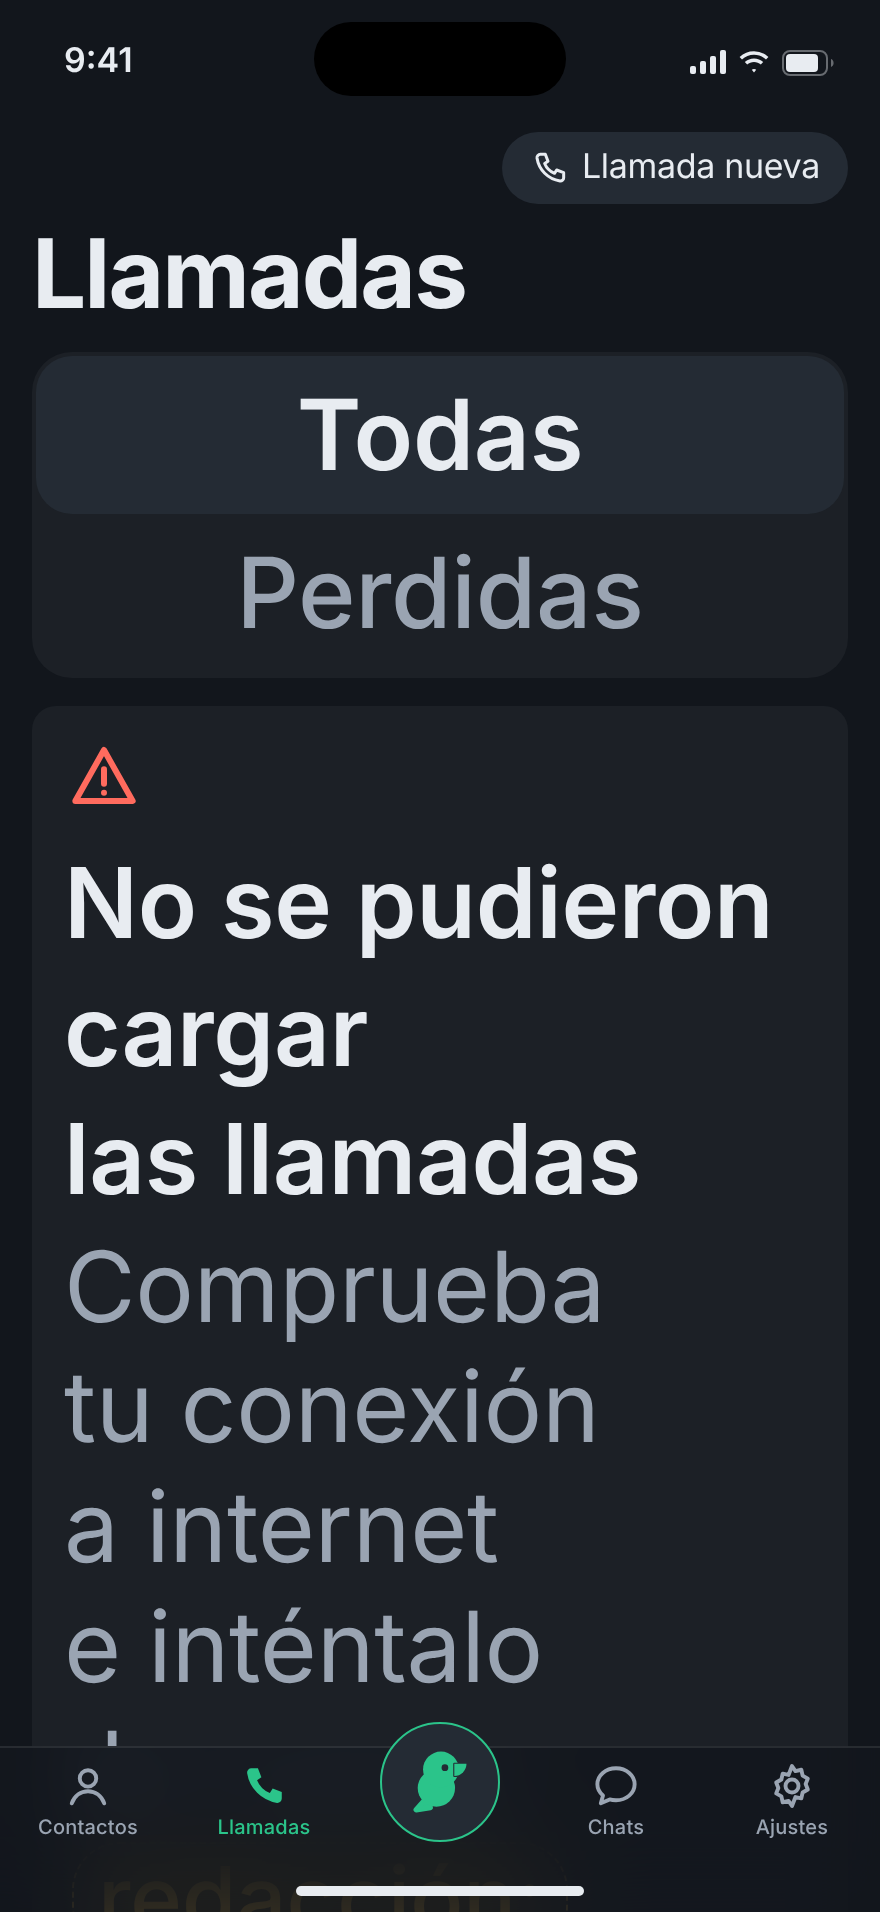 9:41
Llamada nueva
Llamadas
Todas
Perdidas
No se pudieron
cargar
las llamadas
Comprueba
tu conexión
a internet
e inténtalo
Contactos
Llamadas
Chats
Ajustes
redacción